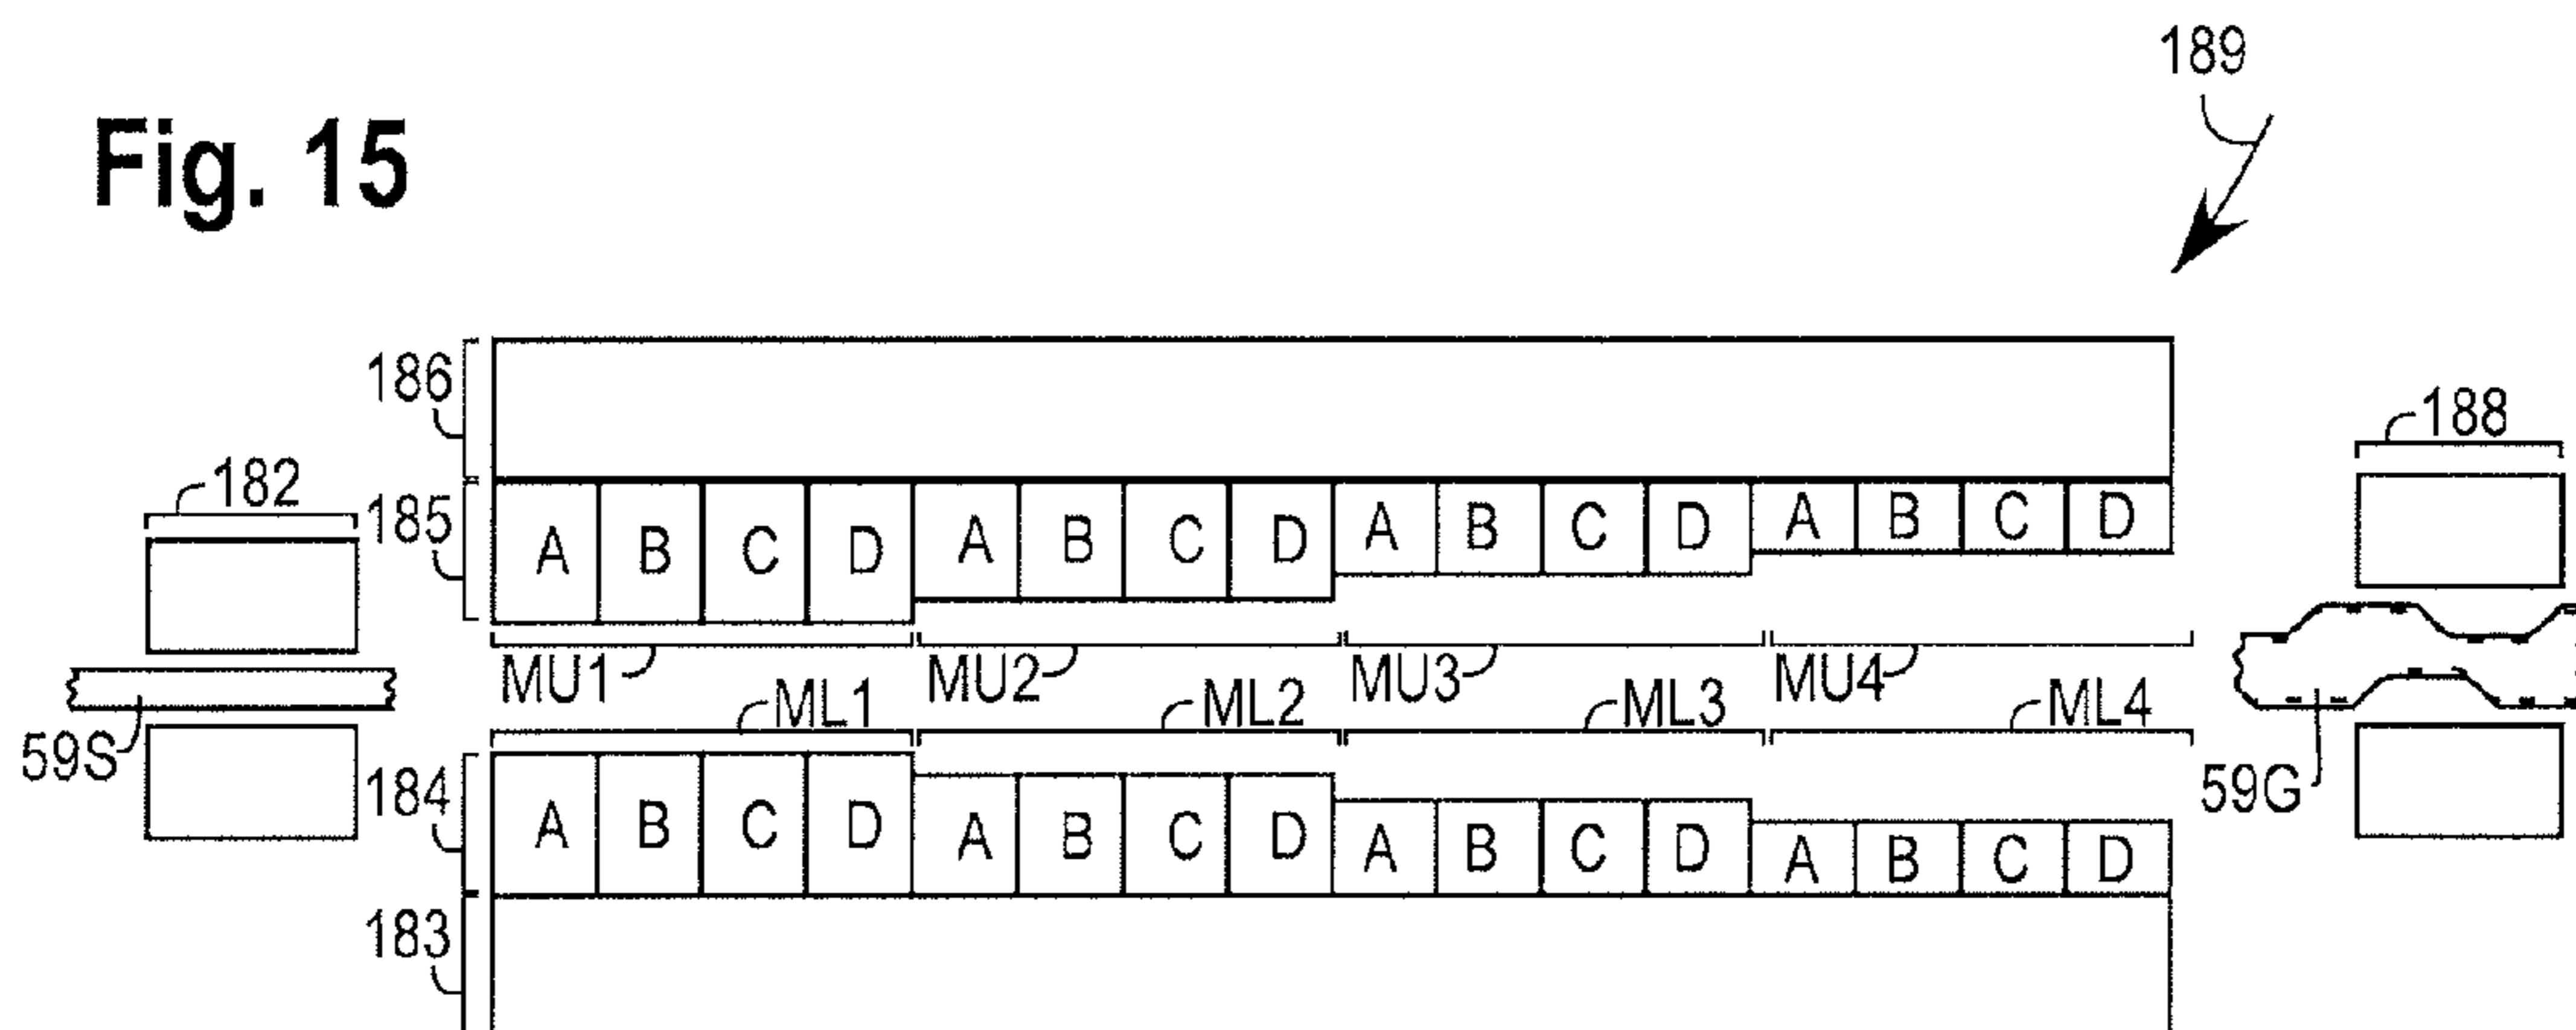 189
Fig. 15
186
188
182
185
A B C D A B C D A B C D A B C D
MU1 MU2 MU3 MU4
ML1 ML2 ML3 ML4
59S
184
59G
A B C D A B C D A B C D A B C D
183